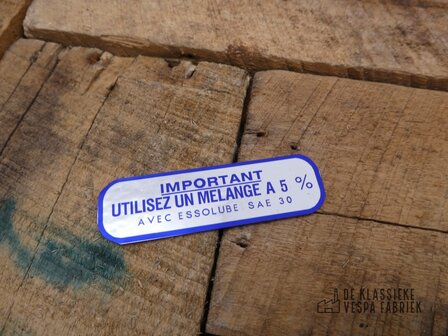 IMPORTANT
UTILISEZ UN MELANGE A 5 %
AVEC ESSOLUBE SAE 30
DE KLASSIEKE
VESPA FABRIEK